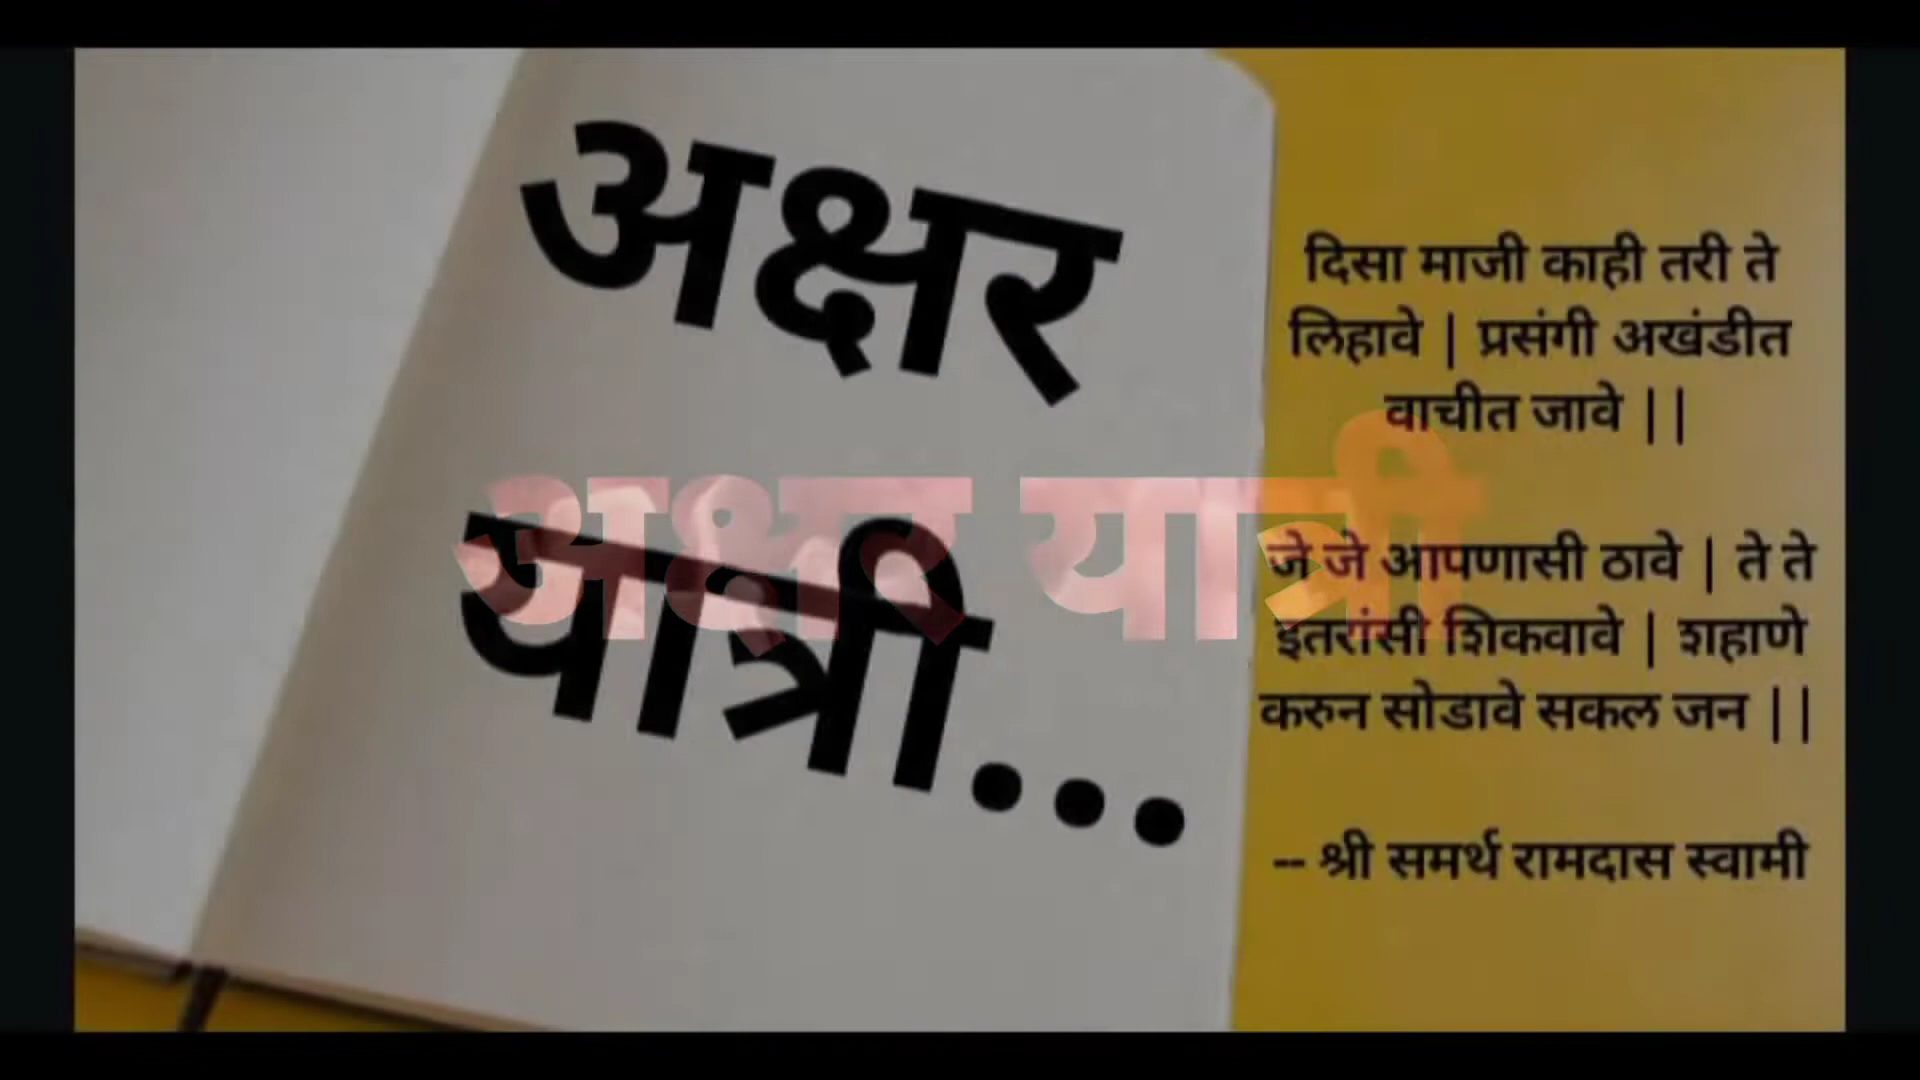 अक्षर
यात्री...
अक्षर यात्री
दिसा माजी काही तरी ते
लिहावे | प्रसंगी अखंडीत
वाचीत जावे ||
जे जे आपणासी ठावे | ते ते
इतरांसी शिकवावे | शहाणे
करुन सोडावे सकल जन ||
-- श्री समर्थ रामदास स्वामी